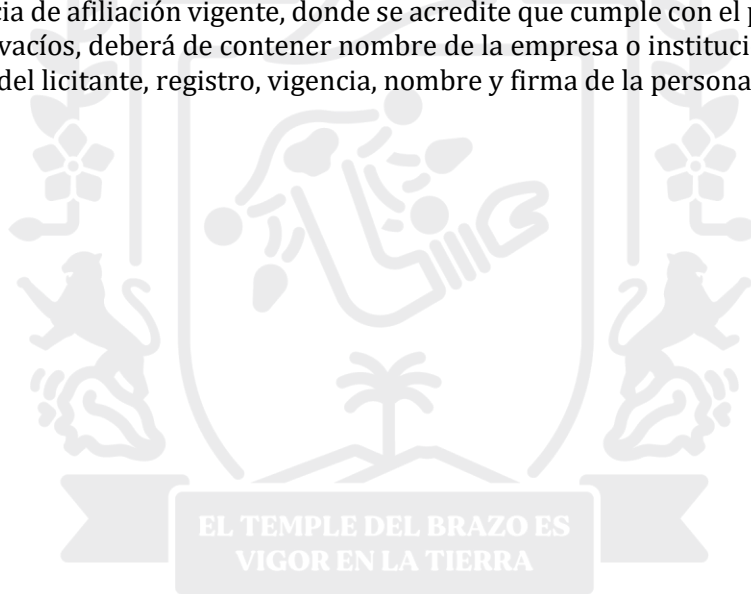 cia de afiliación vigente, donde se acredite que cumple con el
vacíos, deberá de contener nombre de la empresa o
del licitante, registro, vigencia, nombre y firma de la persona
EL TEMPLE DEL BRAZO ES
VIGOR EN LA TIERRA